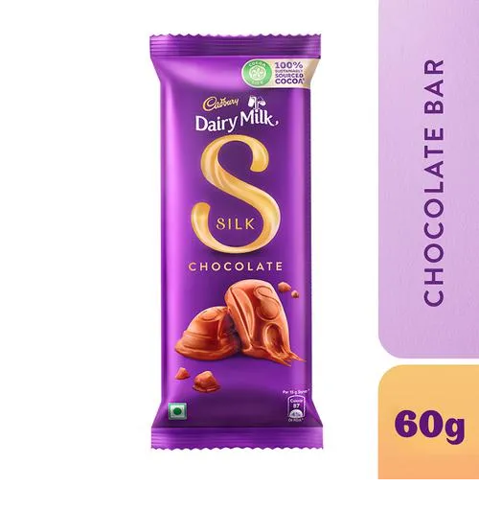 100%
SUSTAINABLY
SOURCED
COCOA
Cadbury
Dairy Milk
S
SILK
CHOCOLATE
CHOCOLATE BAR
60g